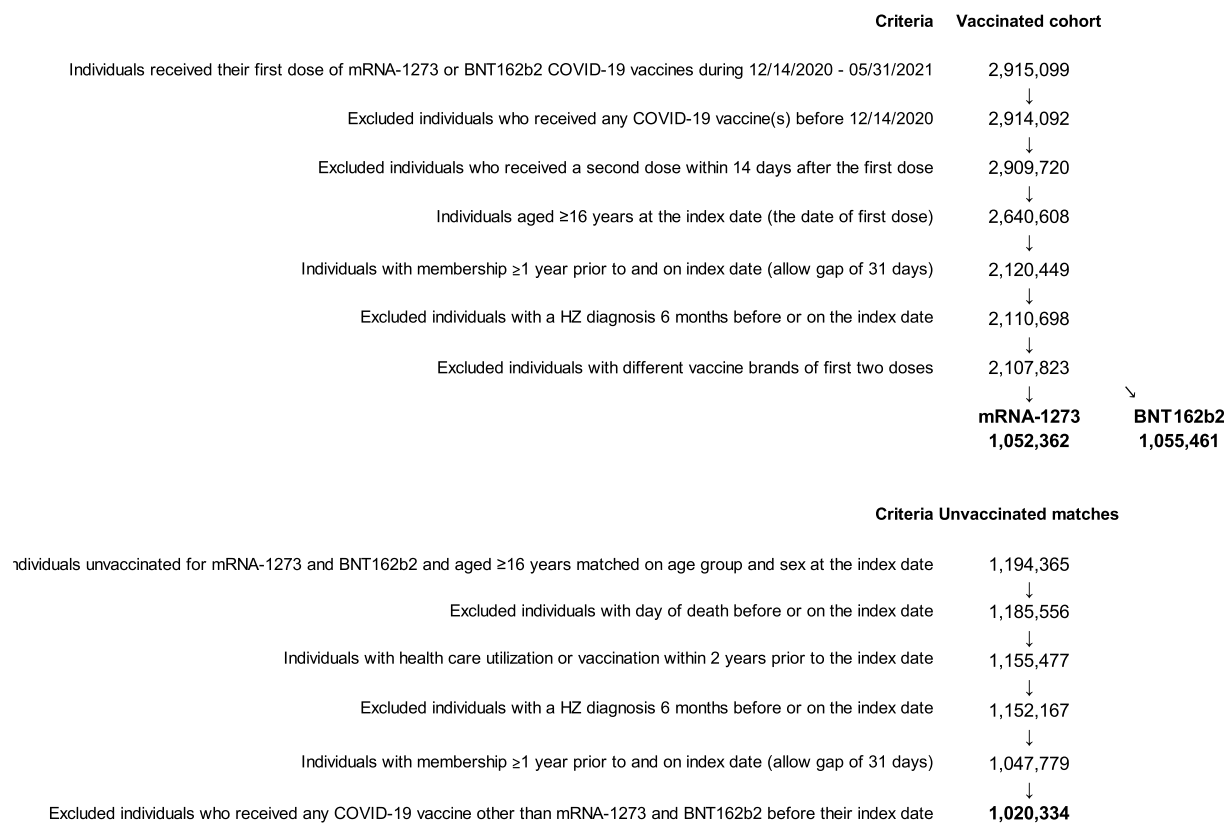 Criteria Vaccinated cohort
Individuals received their first dose of mRNA-1273 or BNT162b2 COVID-19 vaccines during 12/14/2020 - 05/31/2021 2,915,099
↓
Excluded individuals who received any COVID-19 vaccine(s) before 12/14/2020 2,914,092
↓
Excluded individuals who received a second dose within 14 days after the first dose 2,909,720
↓
Individuals aged ≥16 years at the index date (the date of first dose) 2,640,608
↓
Individuals with membership ≥1 year prior to and on index date (allow gap of 31 days) 2,120,449
↓
Excluded individuals with a HZ diagnosis 6 months before or on the index date 2,110,698
↓
Excluded individuals with different vaccine brands of first two doses 2,107,823
↓ ↘
mRNA-1273 BNT162b2
1,052,362 1,055,461
Criteria Unvaccinated matches
ndividuals unvaccinated for mRNA-1273 and BNT162b2 and aged ≥16 years matched on age group and sex at the index date 1,194,365
↓
Excluded individuals with day of death before or on the index date 1,185,556
↓
Individuals with health care utilization or vaccination within 2 years prior to the index date 1,155,477
↓
Excluded individuals with a HZ diagnosis 6 months before or on the index date 1,152,167
↓
Individuals with membership ≥1 year prior to and on index date (allow gap of 31 days) 1,047,779
↓
Excluded individuals who received any COVID-19 vaccine other than mRNA-1273 and BNT162b2 before their index date 1,020,334